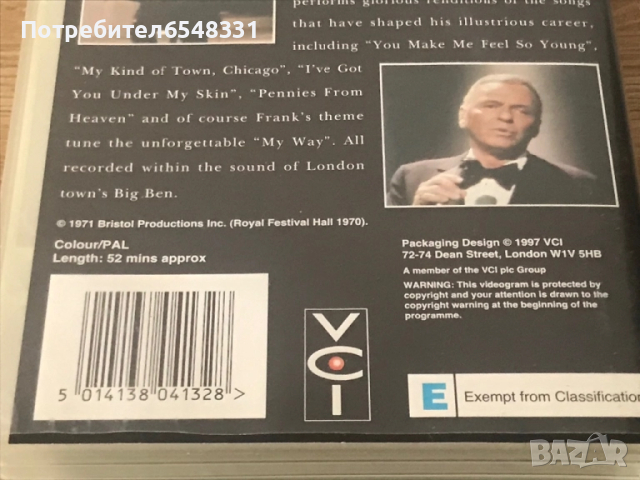 Потребител6548331
performs glorious renditions of the songs
that have shaped his illustrious career,
including "You Make Me Feel So Young",
"My Kind of Town, Chicago", "I've Got
You Under My Skin", "Pennies From
Heaven" and of course Frank's theme
tune the unforgettable "My Way". All
recorded within the sound of London
town's Big Ben.
© 1971 Bristol Productions Inc. (Royal Festival Hall 1970).
Colour/PAL
Length: 52 mins approx
Packaging Design © 1997 VCI
72-74 Dean Street, London W1V 5HB
A member of the VCI plc Group
WARNING: This videogram is protected by
copyright and your attention is drawn to the
copyright warning at the beginning of the
programme.
5 014138 041328 >
VCI
E Exempt from Classification
BAZAR